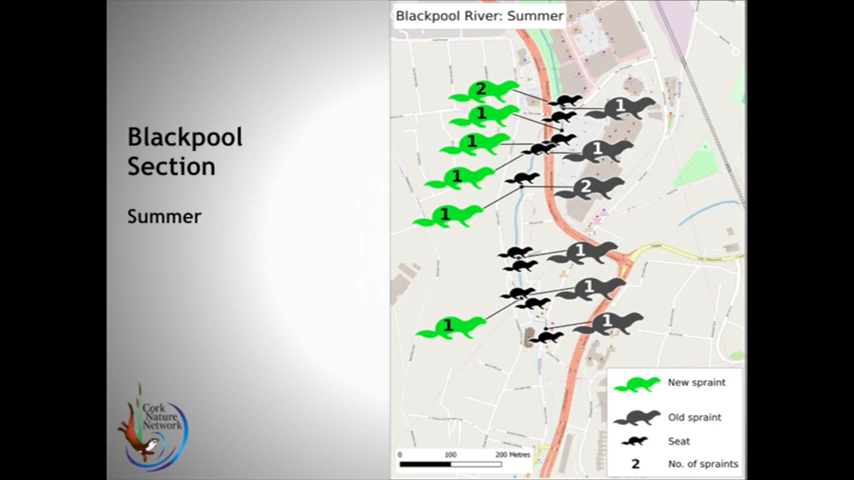 Blackpool River: Summer
Blackpool
Section
Summer
2
1
1
1
1
1
1
1
2
1
1
1
Cork
Nature
Network
New sprint
Old spraint
Seat
2 No. of spraints
0 100 200 Metres